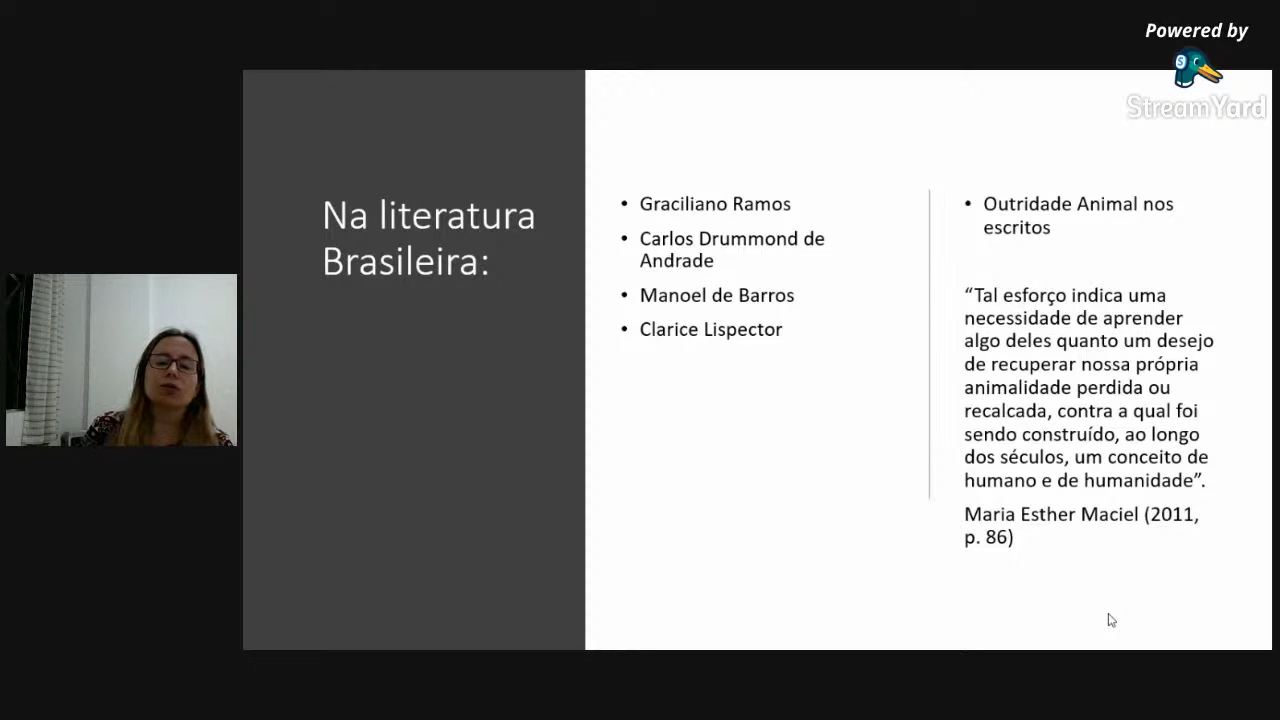 Powered by
StreamYard
Na literatura
Brasileira:
• Graciliano Ramos
• Carlos Drummond de
Andrade
• Manoel de Barros
• Clarice Lispector
• Outridade Animal nos
escritos
“Tal esforço indica uma
necessidade de aprender
algo deles quanto um desejo
de recuperar nossa própria
animalidade perdida ou
recalcada, contra a qual foi
sendo construído, ao longo
dos séculos, um conceito de
humano e de humanidade”.
Maria Esther Maciel (2011,
p. 86)